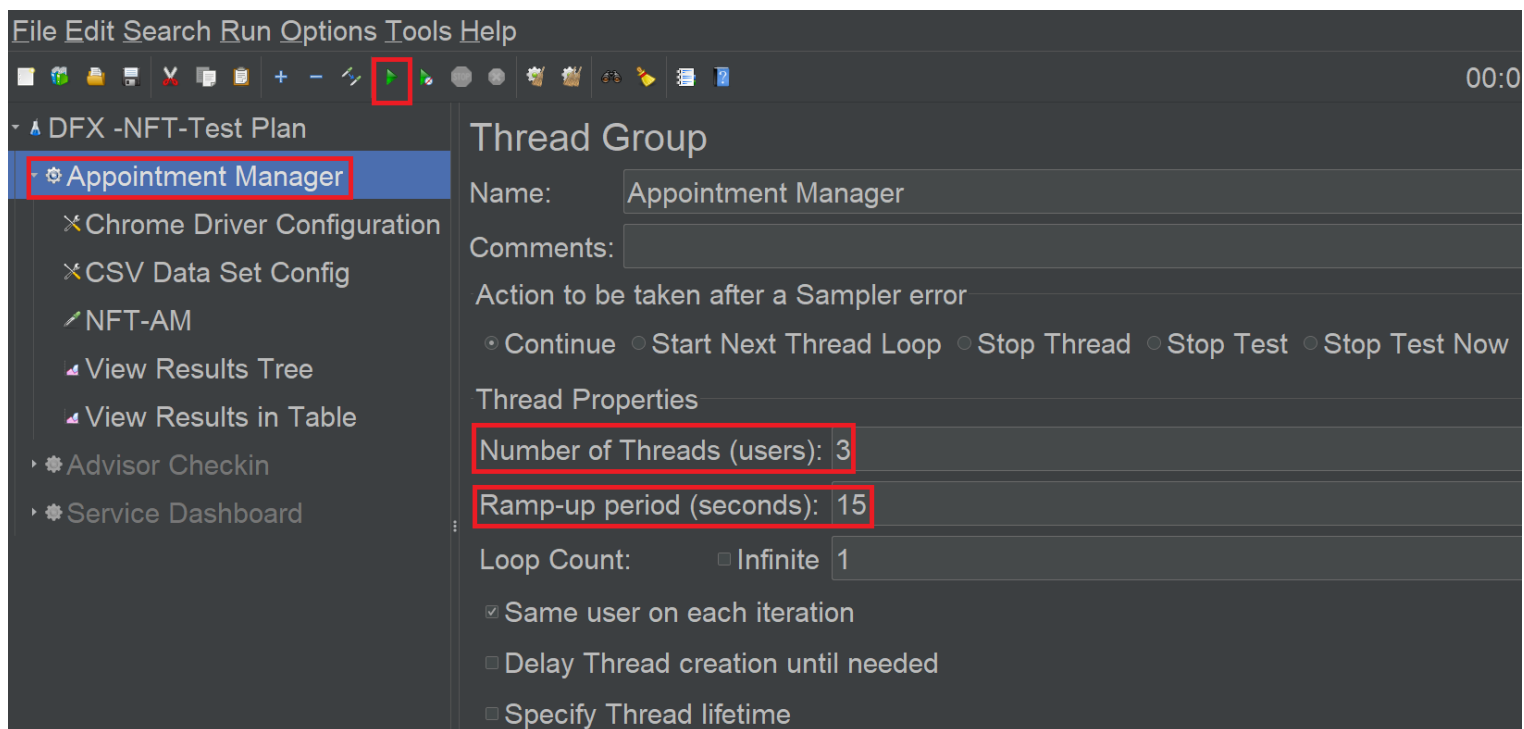 File Edit Search Run Options Tools Help
00:0
DFX -NFT-Test Plan
Appointment Manager
Chrome Driver Configuration
CSV Data Set Config
NFT-AM
View Results Tree
View Results in Table
Advisor Checkin
Service Dashboard
Thread Group
Name: Appointment Manager
Comments:
Action to be taken after a Sampler error
Continue Start Next Thread Loop Stop Thread Stop Test Stop Test Now
Thread Properties
Number of Threads (users): 3
Ramp-up period (seconds): 15
Loop Count: Infinite 1
Same user on each iteration
Delay Thread creation until needed
Specify Thread lifetime